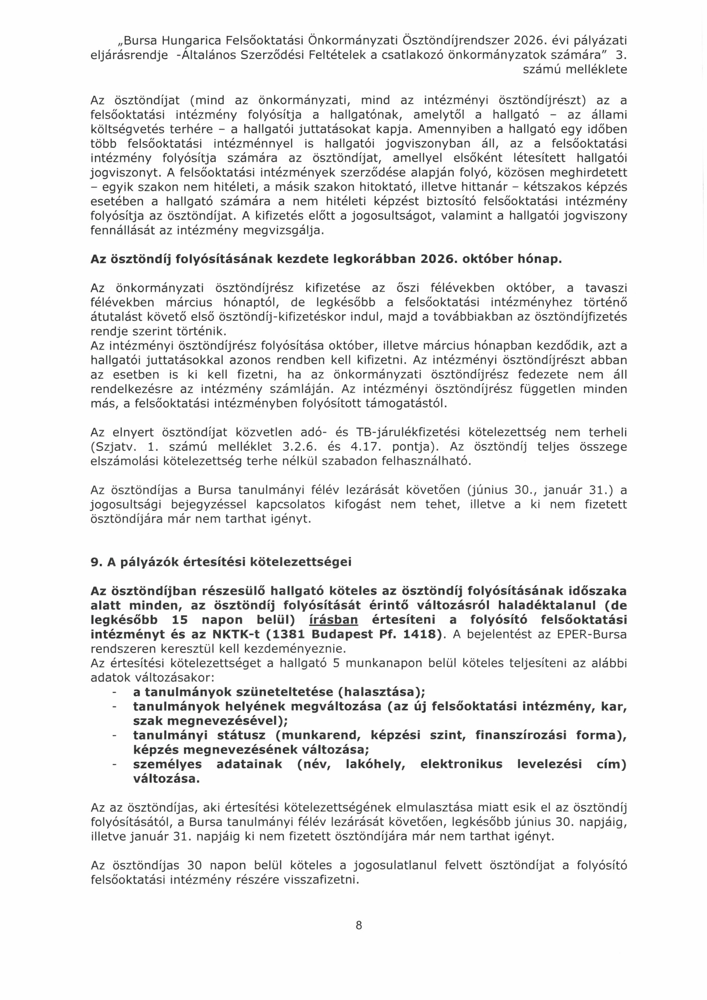 „Bursa Hungarica Felsőoktatási Önkormányzati Ösztöndíjrendszer 2026. évi pályázati
eljárásrendje -Általános Szerződési Feltételek a csatlakozó önkormányzatok számára” 3.
számú melléklete
Az ösztöndíjat (mind az önkormányzati, mind az intézményi ösztöndíjrészt) az a
felsőoktatási intézmény folyósítja a hallgatónak, amelytől a hallgató – az állami
költségvetés terhére – a hallgatói juttatásokat kapja. Amennyiben a hallgató egy időben
több felsőoktatási intézménnyel is hallgatói jogviszonyban áll, az a felsőoktatási
intézmény folyósítja számára az ösztöndíjat, amellyel elsőként létesített hallgatói
jogviszonyt. A felsőoktatási intézmények szerződése alapján folyó, közösen meghirdetett
– egyik szakon nem hitéleti, a másik szakon hitoktató, illetve hittanár – kétszakos képzés
esetében a hallgató számára a nem hitéleti képzést biztosító felsőoktatási intézmény
folyósítja az ösztöndíjat. A kifizetés előtt a jogosultságot, valamint a hallgatói jogviszony
fennállását az intézmény megvizsgálja.
Az ösztöndíj folyósításának kezdete legkorábban 2026. október hónap.
Az önkormányzati ösztöndíjrész kifizetése az őszi félévekben október, a tavaszi
félévekben március hónaptól, de legkésőbb a felsőoktatási intézményhez történő
átutalást követő első ösztöndíj-kifizetéskor indul, majd a továbbiakban az ösztöndíjfizetés
rendje szerint történik.
Az intézményi ösztöndíjrész folyósítása október, illetve március hónapban kezdődik, azt a
hallgatói juttatásokkal azonos rendben kell kifizetni. Az intézményi ösztöndíjrészt abban
az esetben is ki kell fizetni, ha az önkormányzati ösztöndíjrész fedezete nem áll
rendelkezésre az intézmény számláján. Az intézményi ösztöndíjrész független minden
más, a felsőoktatási intézményben folyósított támogatástól.
Az elnyert ösztöndíjat közvetlen adó- és TB-járulékfizetési kötelezettség nem terheli
(Szjatv. 1. számú melléklet 3.2.6. és 4.17. pontja). Az ösztöndíj teljes összege
elszámolási kötelezettség terhe nélkül szabadon felhasználható.
Az ösztöndíjas a Bursa tanulmányi félév lezárását követően (június 30., január 31.) a
jogosultsági bejegyzéssel kapcsolatos kifogást nem tehet, illetve a ki nem fizetett
ösztöndíjára már nem tarthat igényt.
9. A pályázók értesítési kötelezettségei
Az ösztöndíjban részesülő hallgató köteles az ösztöndíj folyósításának időszaka
alatt minden, az ösztöndíj folyósítását érintő változásról haladéktalanul (de
legkésőbb 15 napon belül) írásban értesíteni a folyósító felsőoktatási
intézményt és az NKTK-t (1381 Budapest Pf. 1418). A bejelentést az EPER-Bursa
rendszeren keresztül kell kezdeményeznie.
Az értesítési kötelezettséget a hallgató 5 munkanapon belül köteles teljesíteni az alábbi
adatok változásakor:
- a tanulmányok szüneteltetése (halasztása);
- tanulmányok helyének megváltozása (az új felsőoktatási intézmény, kar,
szak megnevezésével);
- tanulmányi státusz (munkarend, képzési szint, finanszírozási forma),
képzés megnevezésének változása;
- személyes adatainak (név, lakóhely, elektronikus levelezési cím)
változása.
Az az ösztöndíjas, aki értesítési kötelezettségének elmulasztása miatt esik el az ösztöndíj
folyósításától, a Bursa tanulmányi félév lezárását követően, legkésőbb június 30. napjáig,
illetve január 31. napjáig ki nem fizetett ösztöndíjára már nem tarthat igényt.
Az ösztöndíjas 30 napon belül köteles a jogosulatlanul felvett ösztöndíjat a folyósító
felsőoktatási intézmény részére visszafizetni.
8